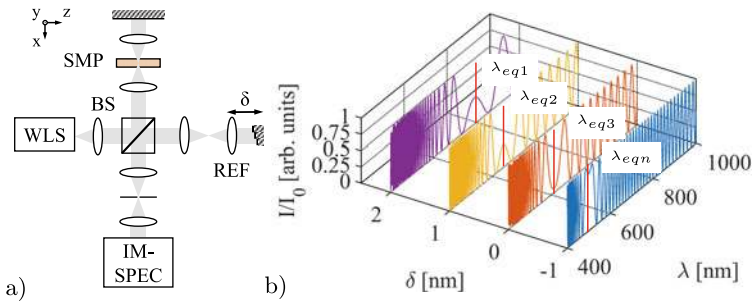 y z
x
SMP
BS
δ
WLS
REF
IM-
SPEC
a)
I/I0 [arb. units]
1
0.75
0.5
0.25
0
λeq1
λeq2
λeq3
λeqn
2
1
0
-1
δ [nm]
400
600
800
1000
λ [nm]
b)